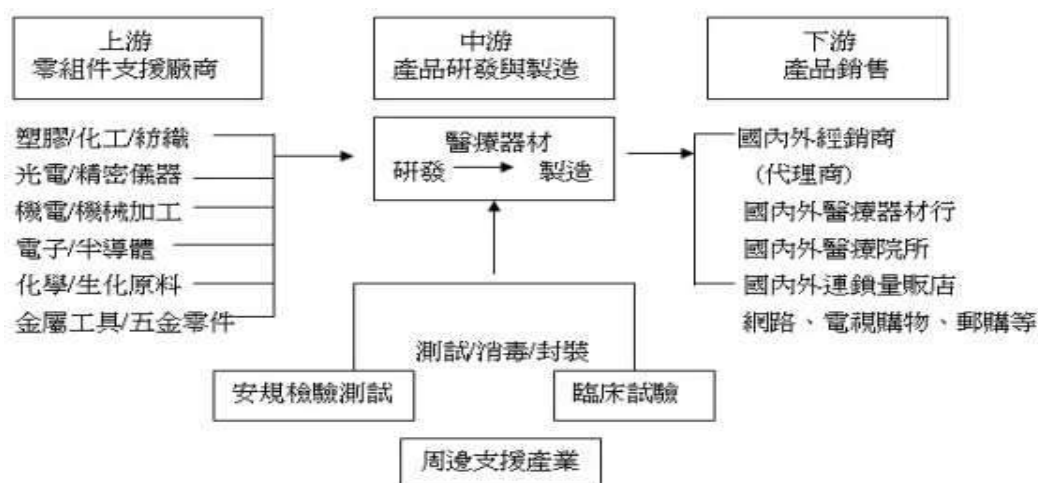 上游
零組件支援廠商
中游
產品研發與製造
下游
產品銷售
塑膠/化工/紡織
光電/精密儀器
機電/機械加工
電子/半導體
化學/生化原料
金屬工具/五金零件
醫療器材
研發 製造
國內外經銷商
(代理商)
國內外醫療器材行
國內外醫療院所
國內外連鎖量販店
網路、電視購物、郵購等
測試/消毒/封裝
安規檢驗測試
臨床試驗
周邊支援產業